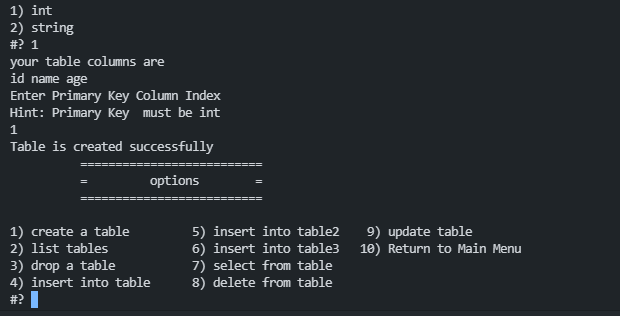 1) int
2) string
#? 1
your table columns are
id name age
Enter Primary Key Column Index
Hint: Primary Key  must be int
1
Table is created successfully
==========================
=         options        =
==========================
1) create a table         5) insert into table2    9) update table
2) list tables            6) insert into table3   10) Return to Main Menu
3) drop a table           7) select from table
4) insert into table      8) delete from table
#?